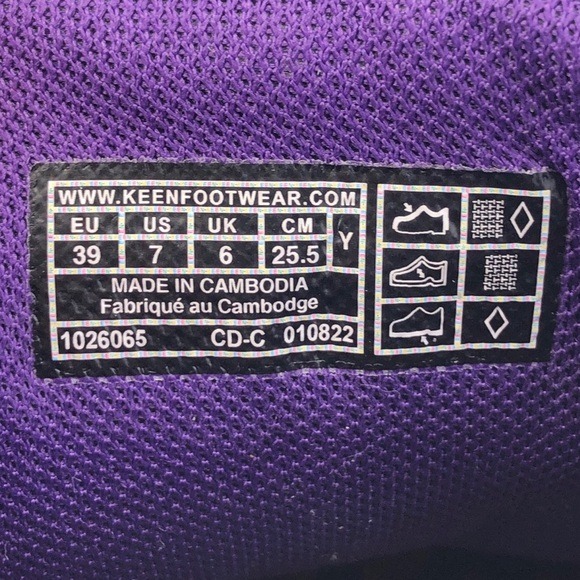 WWW.KEENFOOTWEAR.COM
EU US UK CM Y
39 7 6 25.5
MADE IN CAMBODIA
Fabriqué au Cambodge
1026065 CD-C 010822